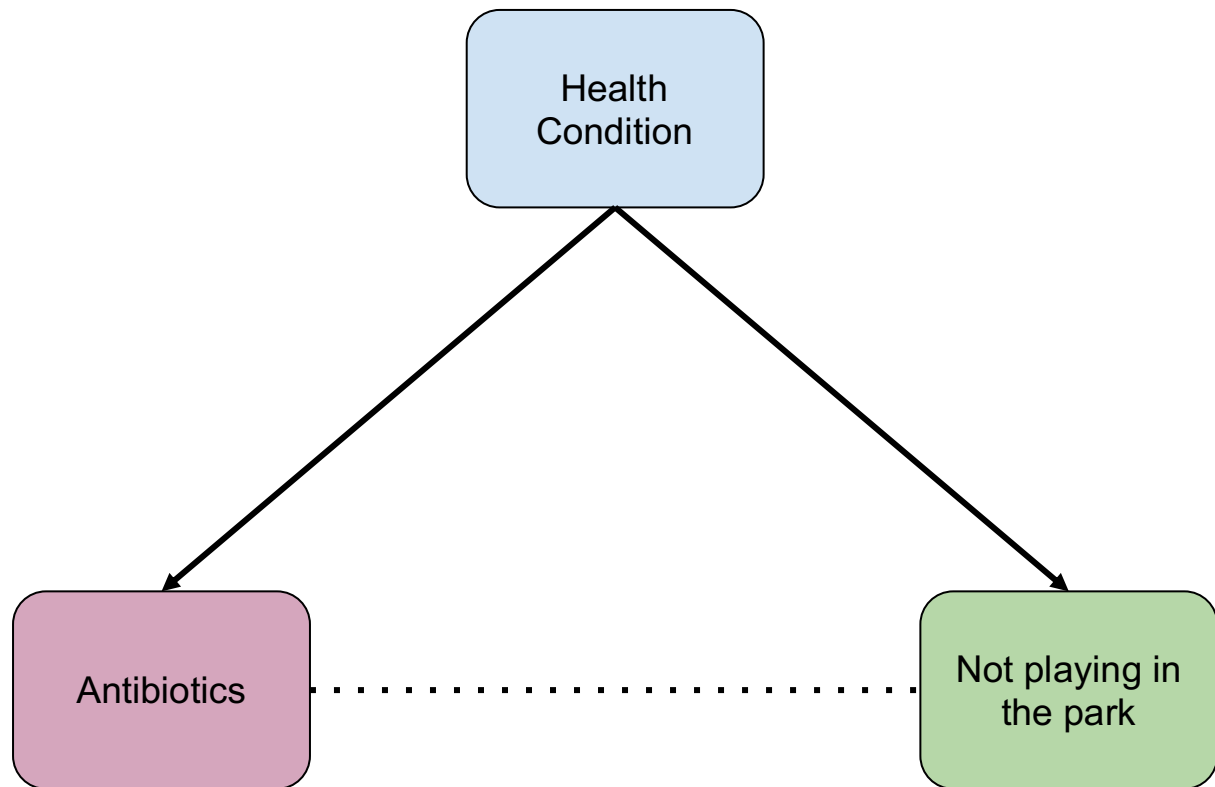 Health
Condition
Antibiotics
Not playing in
the park